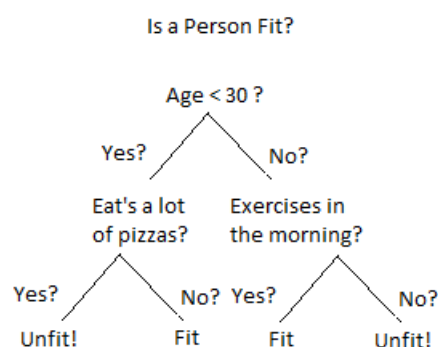 Is a Person Fit?
Age < 30 ?
Yes?
No?
Eat's a lot
of pizzas?
Exercises in
the morning?
Yes?
No?
Yes?
No?
Unfit!
Fit
Fit
Unfit!